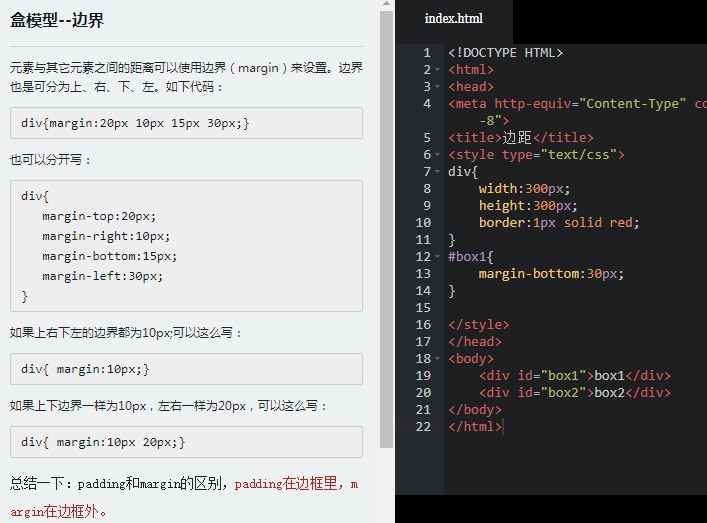 盒模型--边界
元素与其它元素之间的距离可以使用边界（margin）来设置。边界
也是可分为上、右、下、左。如下代码：
div{margin:20px 10px 15px 30px;}
也可以分开写：
div{
margin-top:20px;
margin-right:10px;
margin-bottom:15px;
margin-left:30px;
}
如果上右下左的边界都为10px;可以这么写：
div{ margin:10px;}
如果上下边界一样为10px，左右一样为20px，可以这么写：
div{ margin:10px 20px;}
总结一下：padding和margin的区别，padding在边框里，m
argin在边框外。
index.html
1 <!DOCTYPE HTML>
2 <html>
3 <head>
4 <meta http-equiv="Content-Type" co
-8">
5 <title>边距</title>
6 <style type="text/css">
7 div{
8 width:300px;
9 height:300px;
10 border:1px solid red;
11 }
12 #box1{
13 margin-bottom:30px;
14 }
15
16 </style>
17 </head>
18 <body>
19 <div id="box1">box1</div>
20 <div id="box2">box2</div>
21 </body>
22 </html>